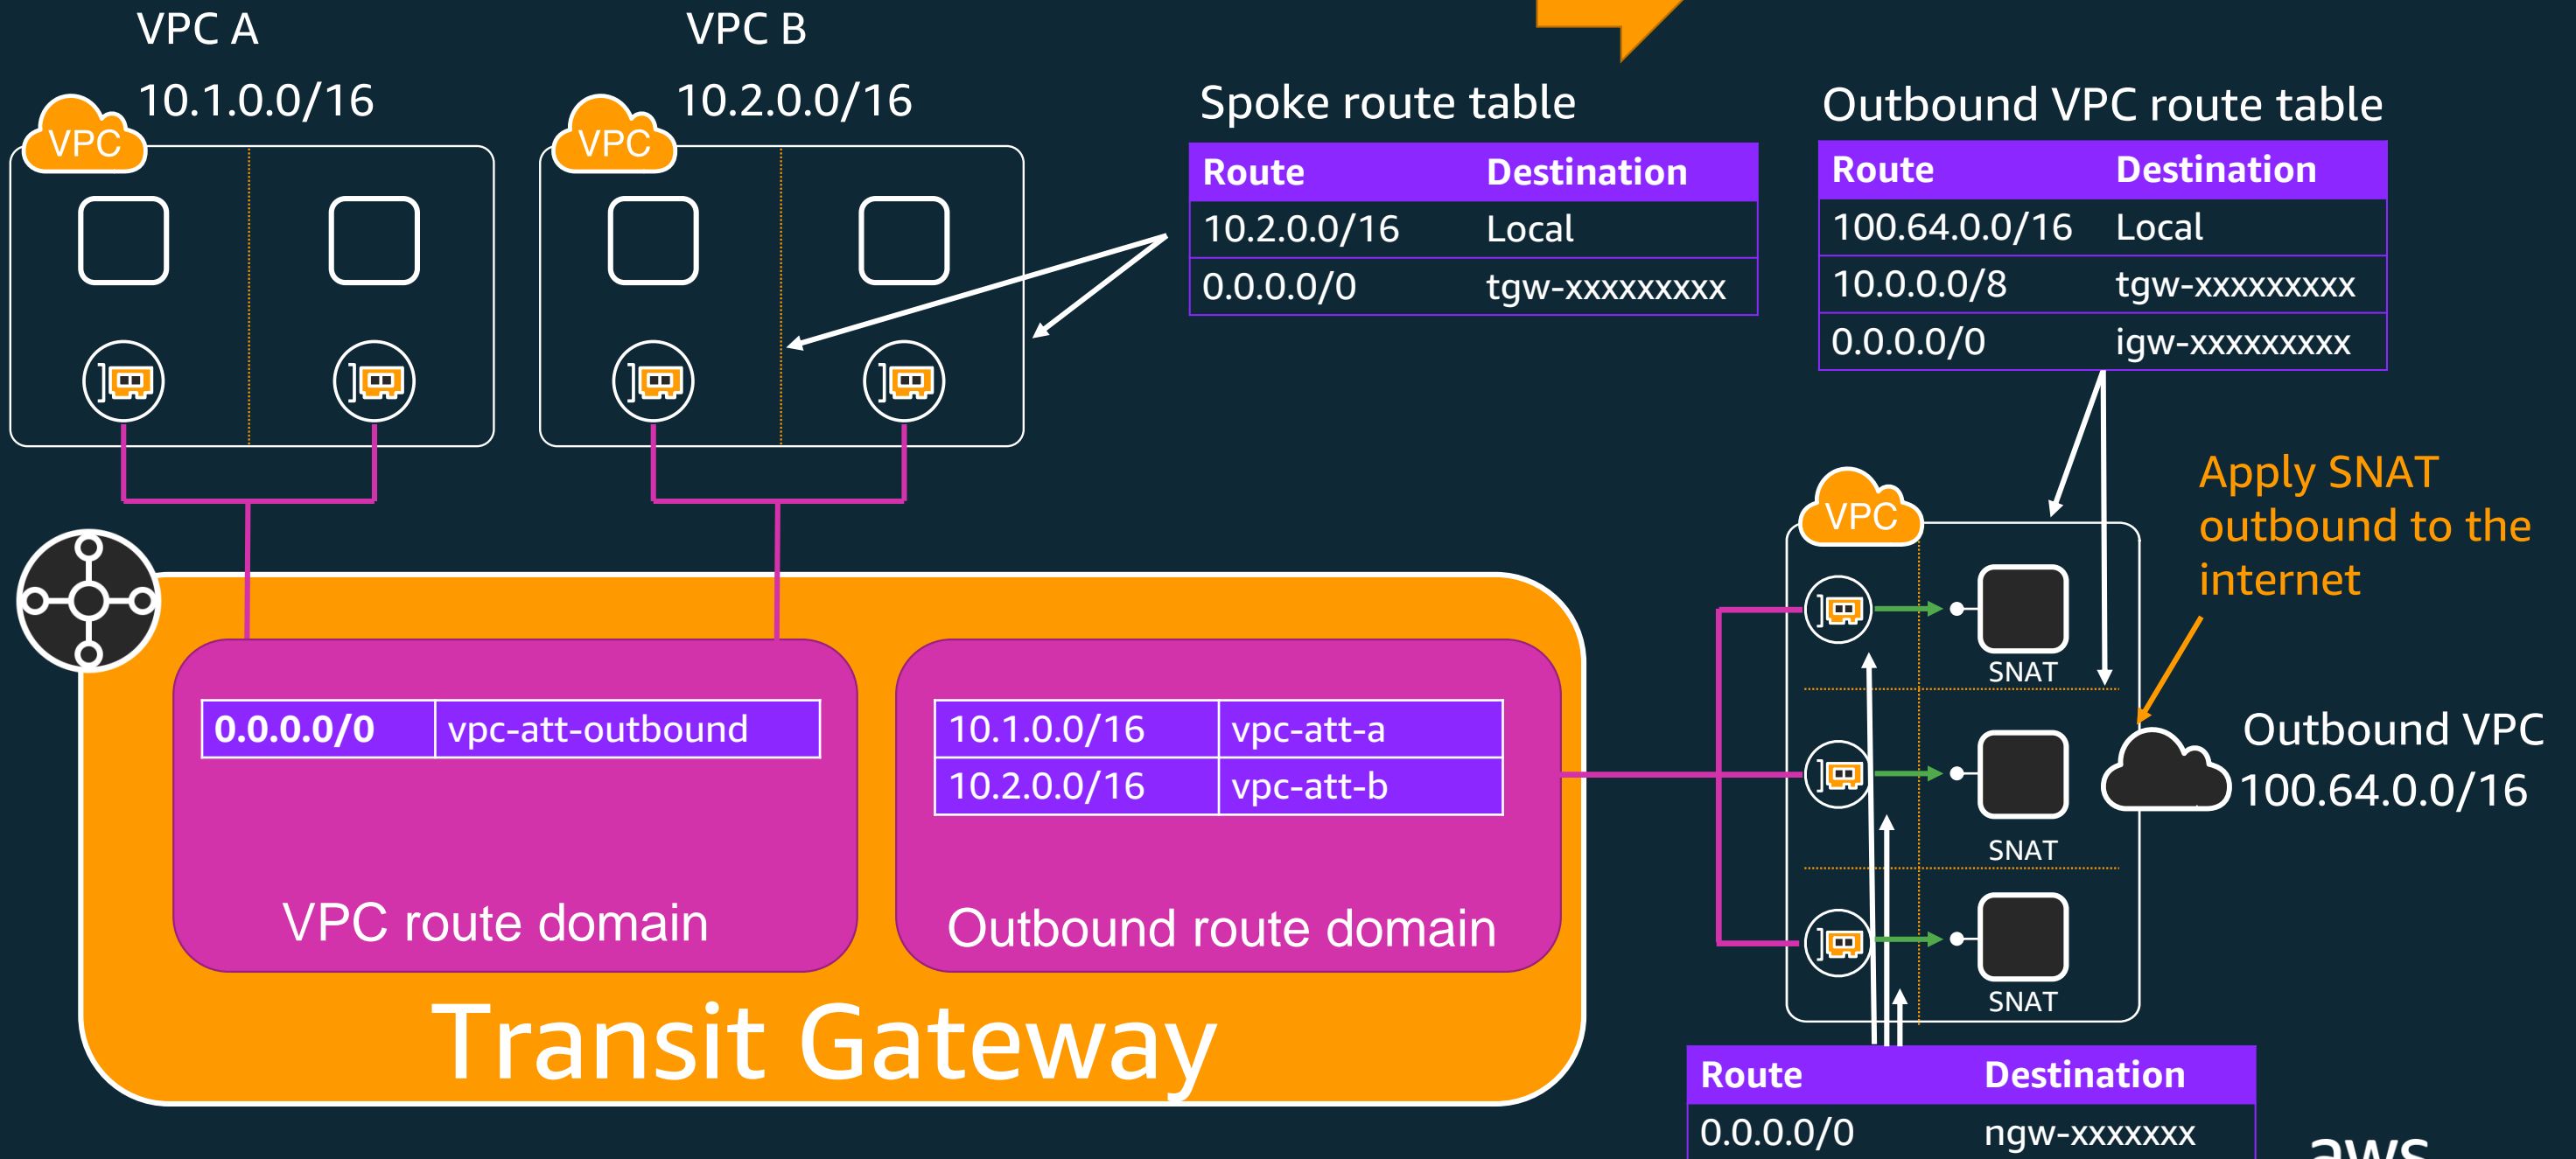 VPC A
10.1.0.0/16
VPC
VPC B
10.2.0.0/16
VPC
Spoke route table
Route Destination
10.2.0.0/16 Local
0.0.0.0/0 tgw-xxxxxxxxx
Outbound VPC route table
Route Destination
100.64.0.0/16 Local
10.0.0.0/8 tgw-xxxxxxxxx
0.0.0.0/0 igw-xxxxxxxxx
Apply SNAT
outbound to the
internet
VPC
SNAT
SNAT
SNAT
Outbound VPC
100.64.0.0/16
0.0.0.0/0 vpc-att-outbound
VPC route domain
10.1.0.0/16 vpc-att-a
10.2.0.0/16 vpc-att-b
Outbound route domain
Transit Gateway
Route Destination
0.0.0.0/0 ngw-xxxxxxx
aws